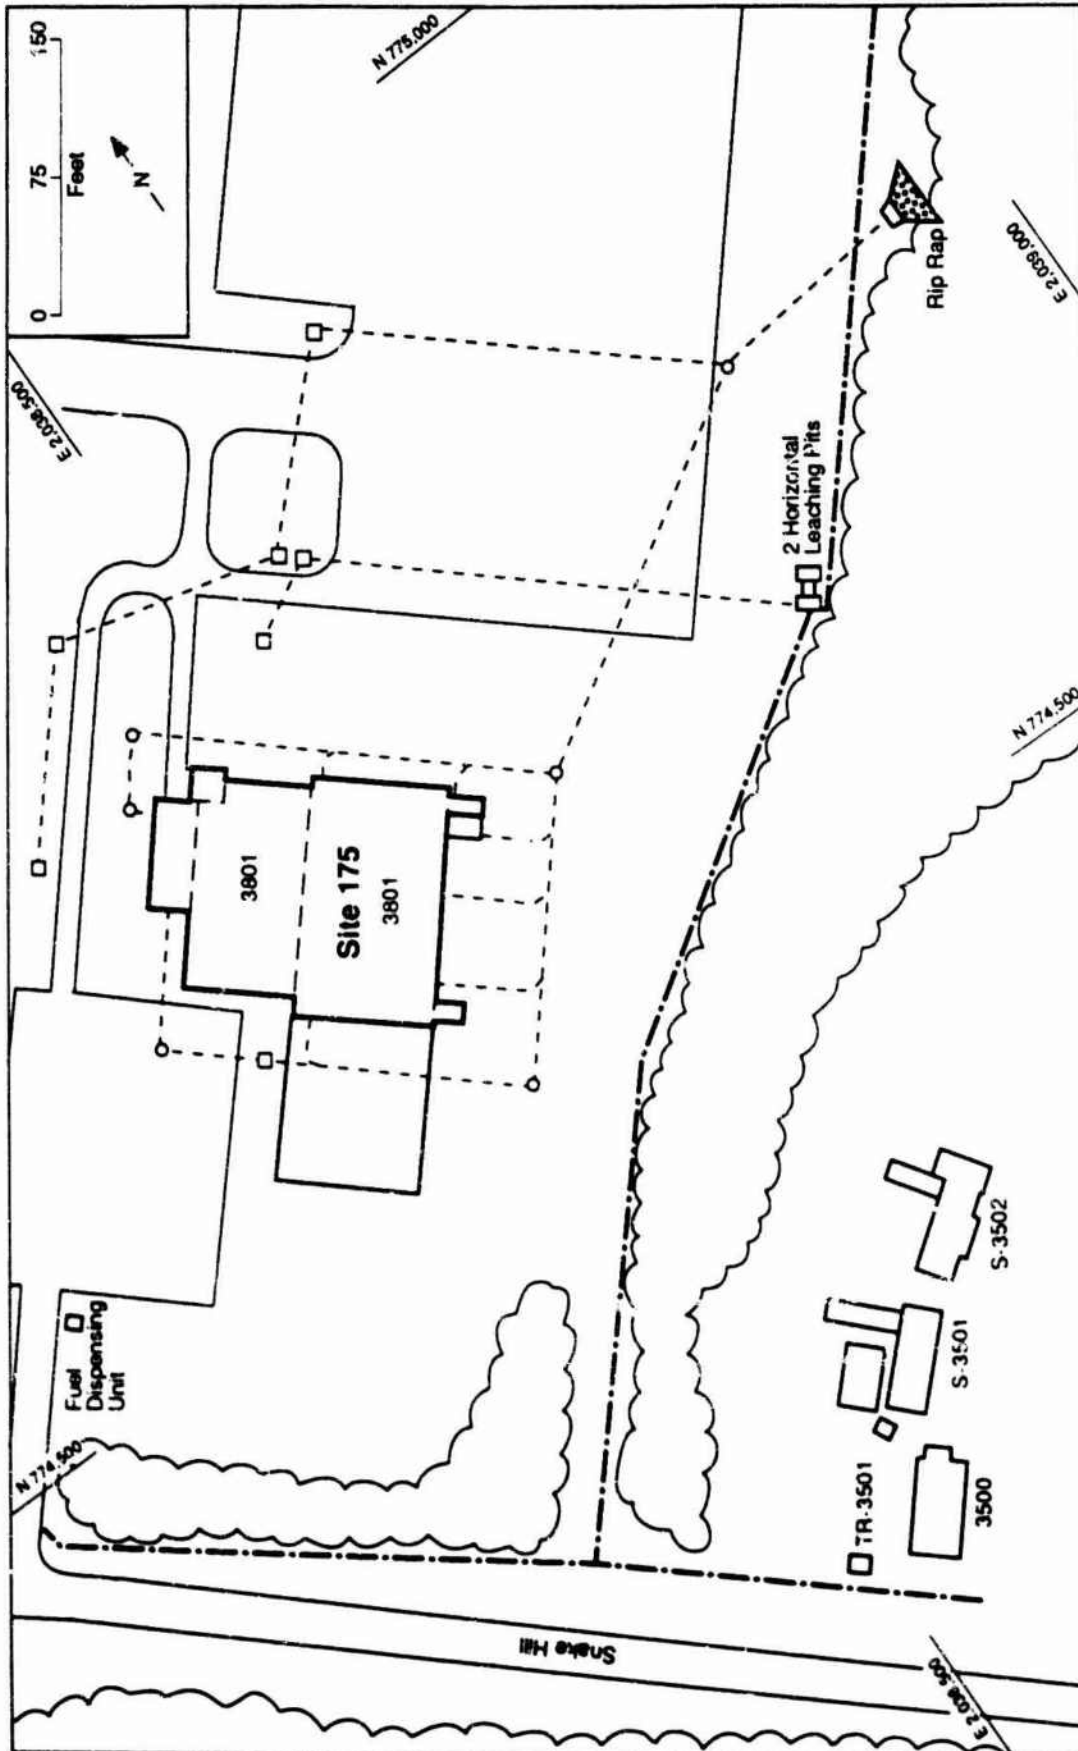 0 75 150
Feet
N
E 2,038,500
N 775,000
3801
Site 175
3801
2 Horizontal
Leaching Pits
Rip Rap
E 2,039,000
N 774,500
Fuel
Dispensing
Unit
N 774,500
Snake Hill
TR-3501
3500
S-3501
S-3502
E 2,038,500